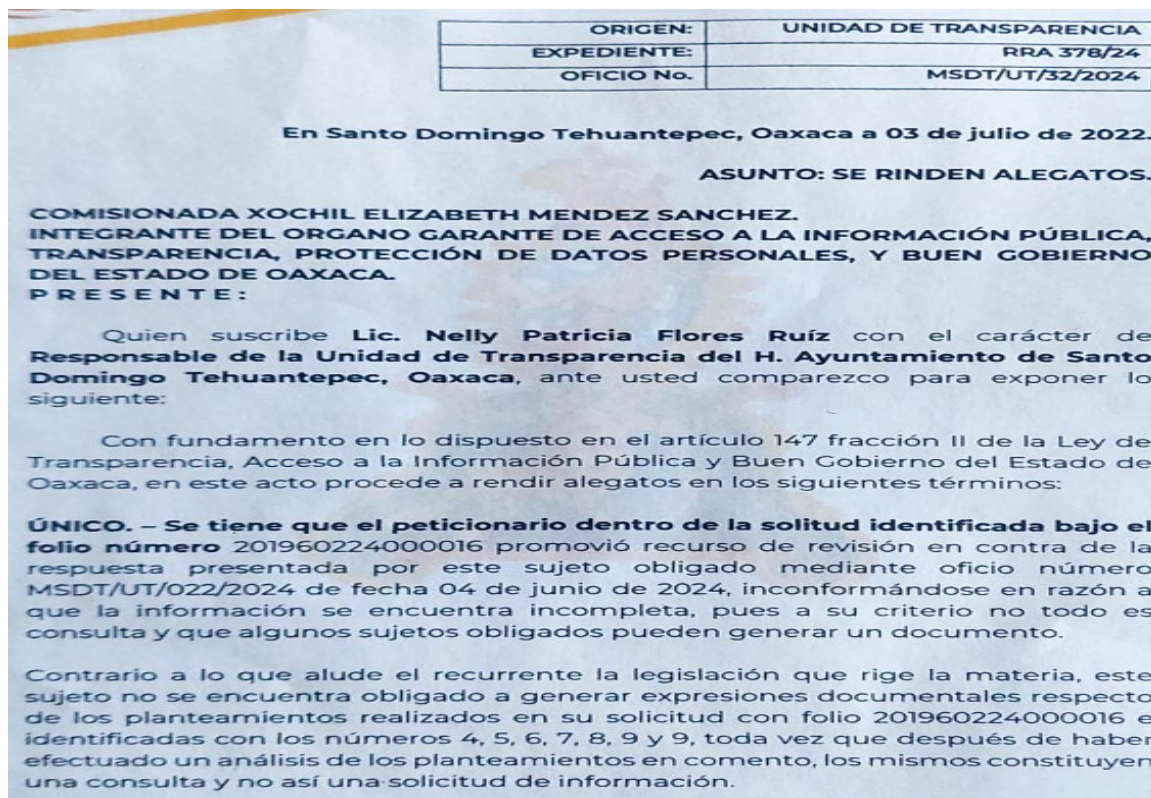 ORIGEN: UNIDAD DE TRANSPARENCIA
EXPEDIENTE: RRA 378/24
OFICIO No. MSDT/UT/32/2024
En Santo Domingo Tehuantepec, Oaxaca a 03 de julio de 2022.
ASUNTO: SE RINDEN ALEGATOS.
COMISIONADA XOCHIL ELIZABETH MENDEZ SANCHEZ.
INTEGRANTE DEL ORGANO GARANTE DE ACCESO A LA INFORMACIÓN PÚBLICA,
TRANSPARENCIA, PROTECCIÓN DE DATOS PERSONALES, Y BUEN GOBIERNO
DEL ESTADO DE OAXACA.
P R E S E N T E :
Quien suscribe Lic. Nelly Patricia Flores Ruíz con el carácter de
Responsable de la Unidad de Transparencia del H. Ayuntamiento de Santo
Domingo Tehuantepec, Oaxaca, ante usted comparezco para exponer lo
siguiente:
Con fundamento en lo dispuesto en el artículo 147 fracción II de la Ley de
Transparencia, Acceso a la Información Pública y Buen Gobierno del Estado de
Oaxaca, en este acto procede a rendir alegatos en los siguientes términos:
ÚNICO. – Se tiene que el peticionario dentro de la solitud identificada bajo el
folio número 201960224000016 promovió recurso de revisión en contra de la
respuesta presentada por este sujeto obligado mediante oficio número
MSDT/UT/022/2024 de fecha 04 de junio de 2024, inconformándose en razón a
que la información se encuentra incompleta, pues a su criterio no todo es
consulta y que algunos sujetos obligados pueden generar un documento.
Contrario a lo que alude el recurrente la legislación que rige la materia, este
sujeto no se encuentra obligado a generar expresiones documentales respecto
de los planteamientos realizados en su solicitud con folio 201960224000016 e
identificadas con los números 4, 5, 6, 7, 8, 9 y 9, toda vez que después de haber
efectuado un análisis de los planteamientos en comento, los mismos constituyen
una consulta y no así una solicitud de información.